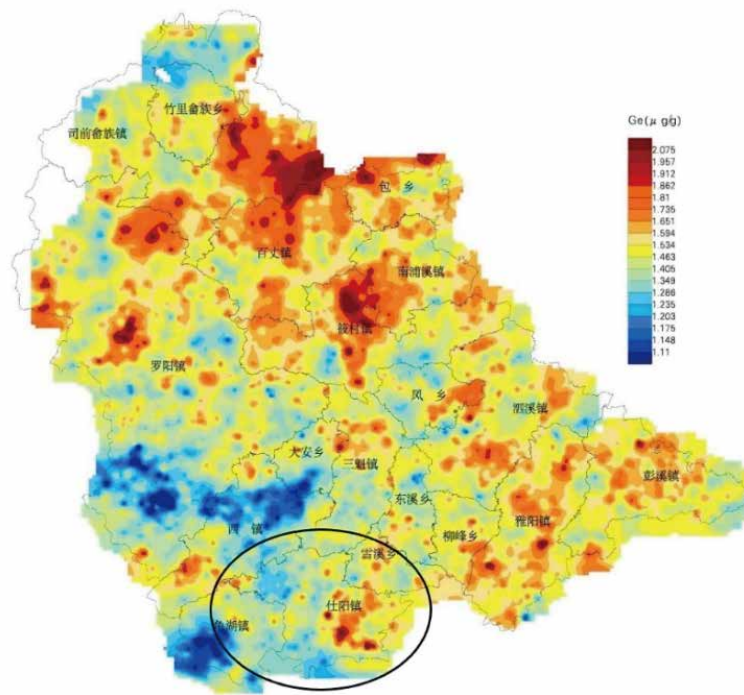 竹里畲族乡
司前畲族镇
Ge(μ g/g)
2.075
1.957
1.912
1.862
1.81
1.735
1.651
1.594
1.534
1.463
1.405
1.349
1.286
1.235
1.203
1.175
1.148
1.11
包 乡
百丈镇
南浦溪镇
筱村镇
罗阳镇
凤 乡
泗溪镇
大安乡
三魁镇
彭溪镇
东溪乡
雅阳镇
西 镇
柳峰乡
雪溪乡
仕阳镇
龟湖镇